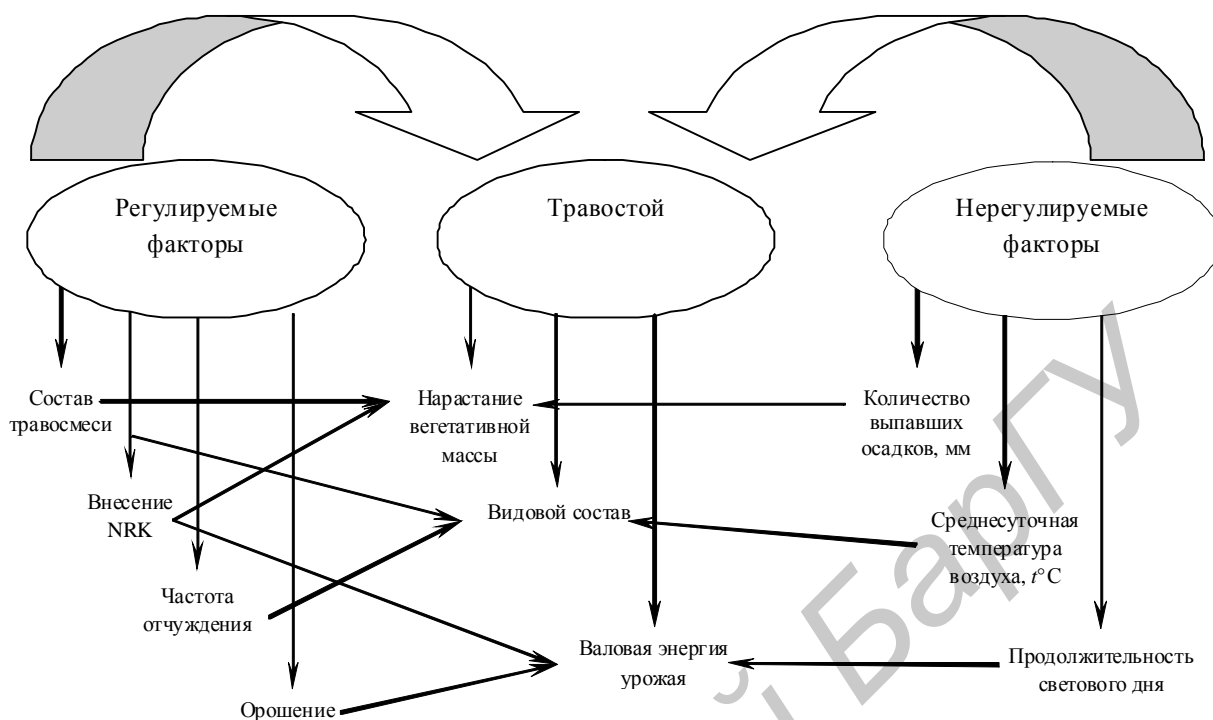 Регулируемые
факторы
Травостой
Нерегулируемые
факторы
Состав
травосмеси
Нарастание
вегетативной
массы
Количество
выпавших
осадков, мм
Внесение
NRK
Видовой состав
Среднесуточная
температура
воздуха, t°C
Частота
отчуждения
Валовая энергия
урожая
Продолжительность
светового дня
Орошение
й БарГУ